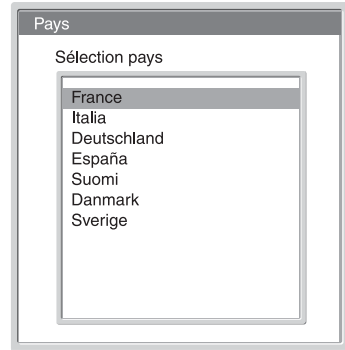 Pays
Sélection pays
France
Italia
Deutschland
España
Suomi
Danmark
Sverige